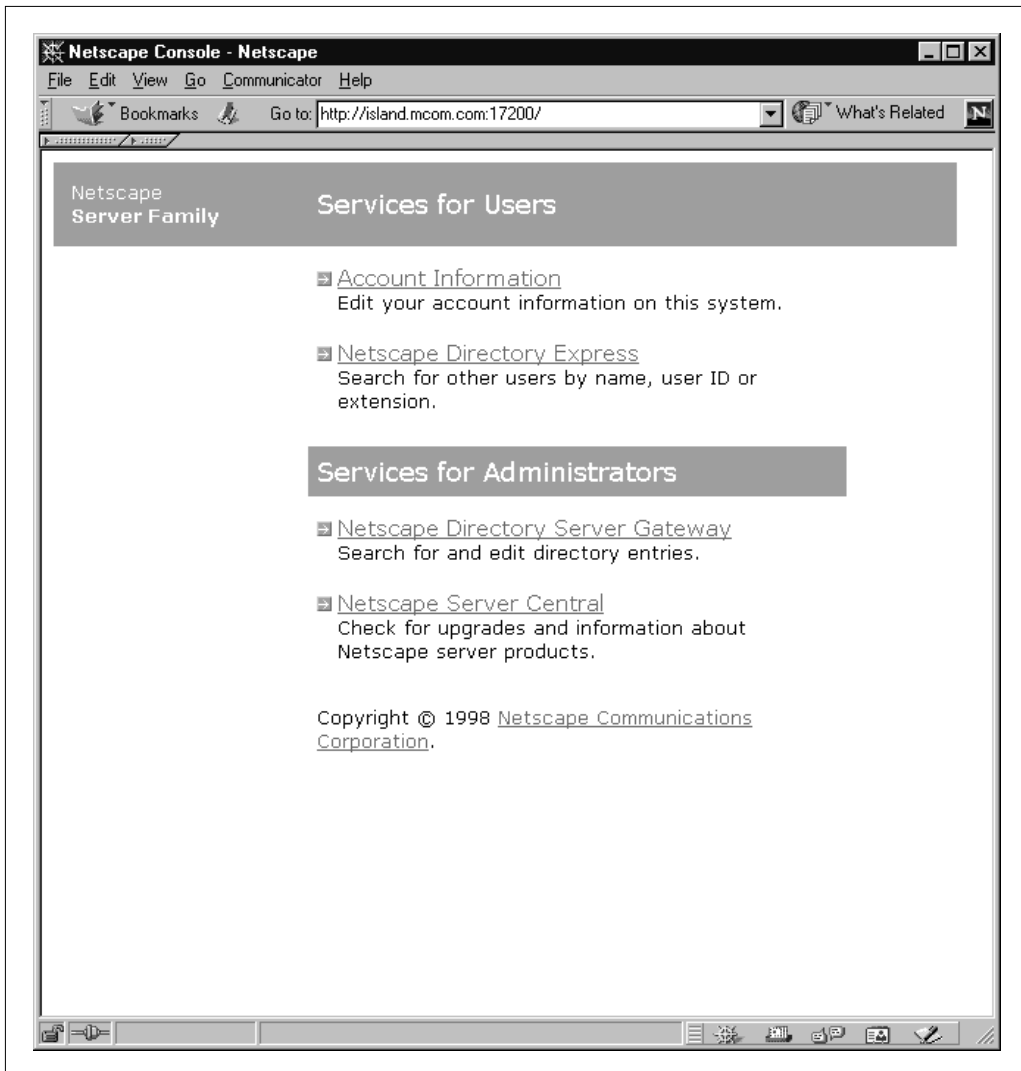 Netscape Console - Netscape
File Edit View Go Communicator Help
Bookmarks Go to: http://island.mcom.com:17200/ What's Related N
Netscape
Server Family
Services for Users
Account Information
Edit your account information on this system.
Netscape Directory Express
Search for other users by name, user ID or
extension.
Services for Administrators
Netscape Directory Server Gateway
Search for and edit directory entries.
Netscape Server Central
Check for upgrades and information about
Netscape server products.
Copyright © 1998 Netscape Communications
Corporation.